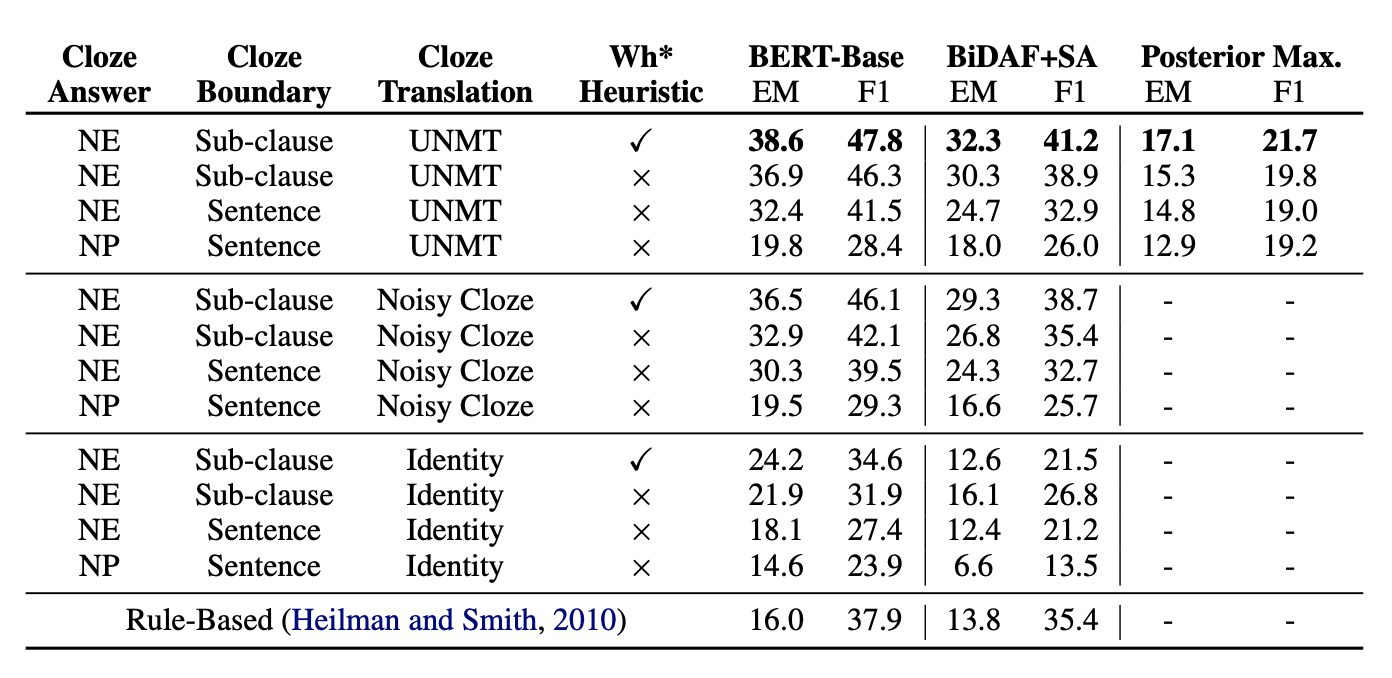 Cloze Cloze Cloze Wh* BERT-Base BiDAF+SA Posterior Max.
Answer Boundary Translation Heuristic EM F1 EM F1 EM F1
NE Sub-clause UNMT ✓ 38.6 47.8 32.3 41.2 17.1 21.7
NE Sub-clause UNMT × 36.9 46.3 30.3 38.9 15.3 19.8
NE Sentence UNMT × 32.4 41.5 24.7 32.9 14.8 19.0
NP Sentence UNMT × 19.8 28.4 18.0 26.0 12.9 19.2
NE Sub-clause Noisy Cloze ✓ 36.5 46.1 29.3 38.7 - -
NE Sub-clause Noisy Cloze × 32.9 42.1 26.8 35.4 - -
NE Sentence Noisy Cloze × 30.3 39.5 24.3 32.7 - -
NP Sentence Noisy Cloze × 19.5 29.3 16.6 25.7 - -
NE Sub-clause Identity ✓ 24.2 34.6 12.6 21.5 - -
NE Sub-clause Identity × 21.9 31.9 16.1 26.8 - -
NE Sentence Identity × 18.1 27.4 12.4 21.2 - -
NP Sentence Identity × 14.6 23.9 6.6 13.5 - -
Rule-Based (Heilman and Smith, 2010) 16.0 37.9 13.8 35.4 - -